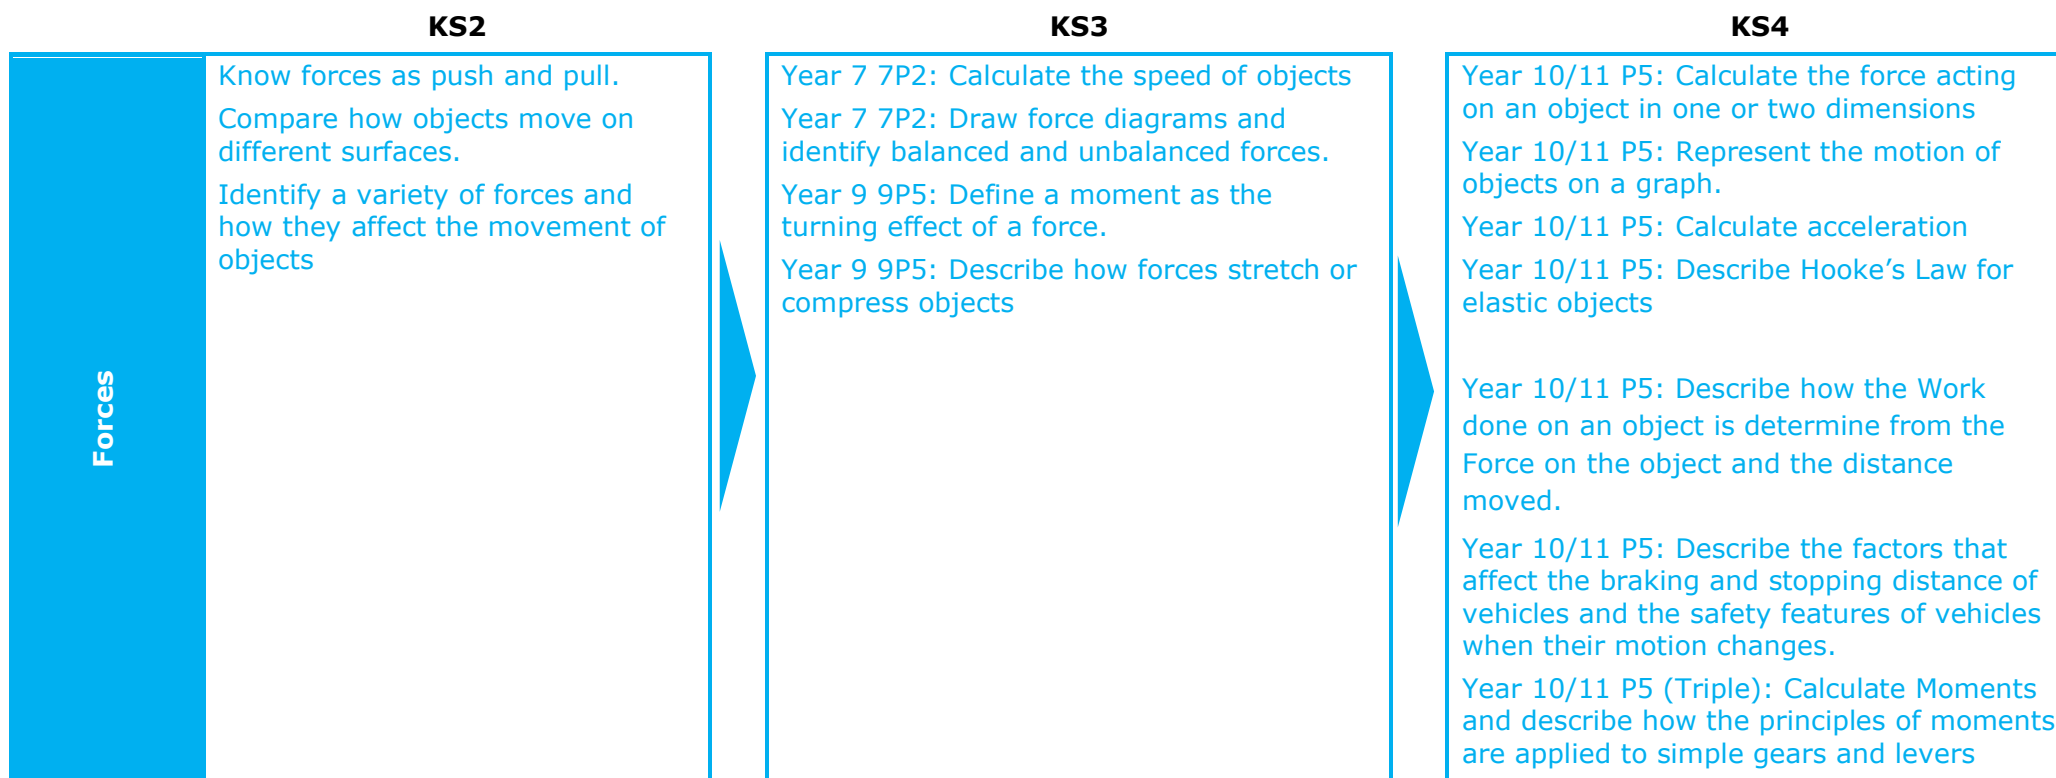 KS2
KS3
KS4
Forces
Know forces as push and pull.
Compare how objects move on
different surfaces.
Identify a variety of forces and
how they affect the movement of
objects
Year 7 7P2: Calculate the speed of objects
Year 7 7P2: Draw force diagrams and
identify balanced and unbalanced forces.
Year 9 9P5: Define a moment as the
turning effect of a force.
Year 9 9P5: Describe how forces stretch or
compress objects
Year 10/11 P5: Calculate the force acting
on an object in one or two dimensions
Year 10/11 P5: Represent the motion of
objects on a graph.
Year 10/11 P5: Calculate acceleration
Year 10/11 P5: Describe Hooke’s Law for
elastic objects
Year 10/11 P5: Describe how the Work
done on an object is determine from the
Force on the object and the distance
moved.
Year 10/11 P5: Describe the factors that
affect the braking and stopping distance of
vehicles and the safety features of vehicles
when their motion changes.
Year 10/11 P5 (Triple): Calculate Moments
and describe how the principles of moments
are applied to simple gears and levers